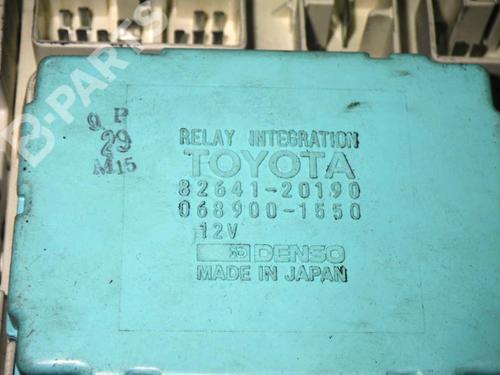 B-PARTS
9 P
29
M15
RELAY INTEGRATION
TOYOTA
82641-20190
068900-1550
12V
DENSO
MADE IN JAPAN